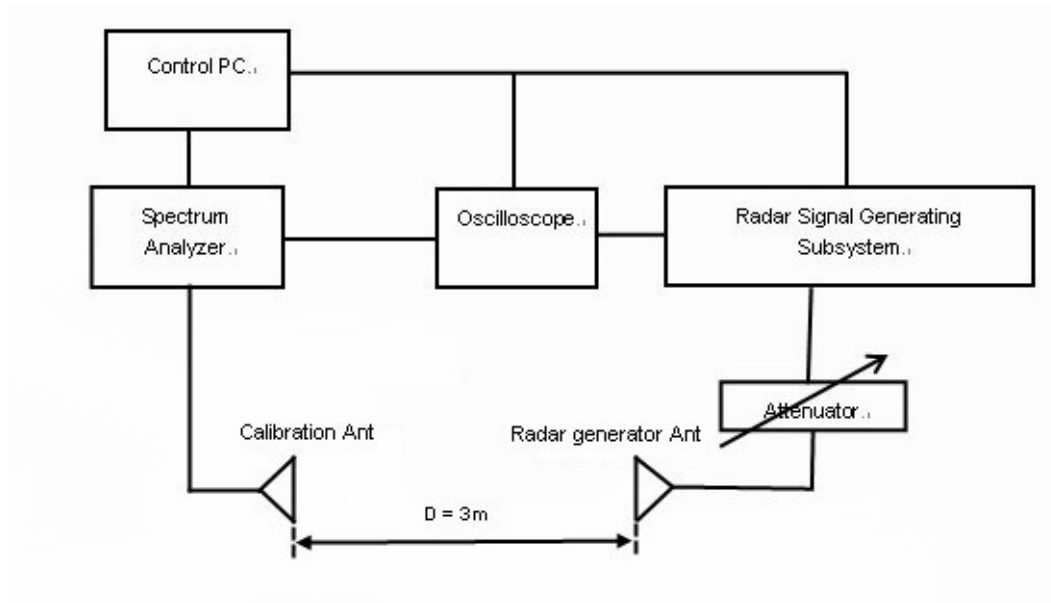 Control PC.
Spectrum
Analyzer.
Oscilloscope.
Radar Signal Generating
Subsystem.
Attenuator.
Calibration Ant
Radar generator Ant
D = 3m